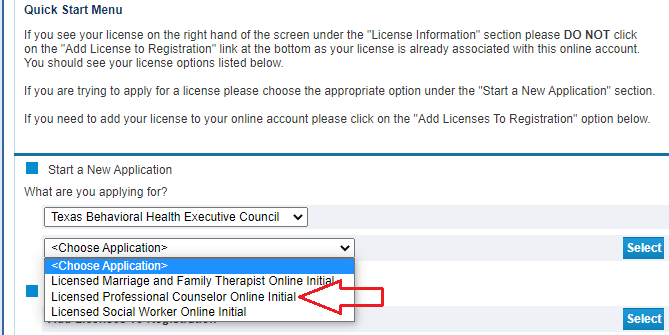 Quick Start Menu
If you see your license on the right hand of the screen under the "License Information" section please DO NOT click
on the "Add License to Registration" link at the bottom as your license is already associated with this online account.
You should see your license options listed below.
If you are trying to apply for a license please choose the appropriate option under the "Start a New Application" section.
If you need to add your license to your online account please click on the "Add Licenses To Registration" option below.
Start a New Application
What are you applying for?
Texas Behavioral Health Executive Council
<Choose Application> Select
<Choose Application>
Licensed Marriage and Family Therapist Online Initial
Licensed Professional Counselor Online Initial
Licensed Social Worker Online Initial
Select